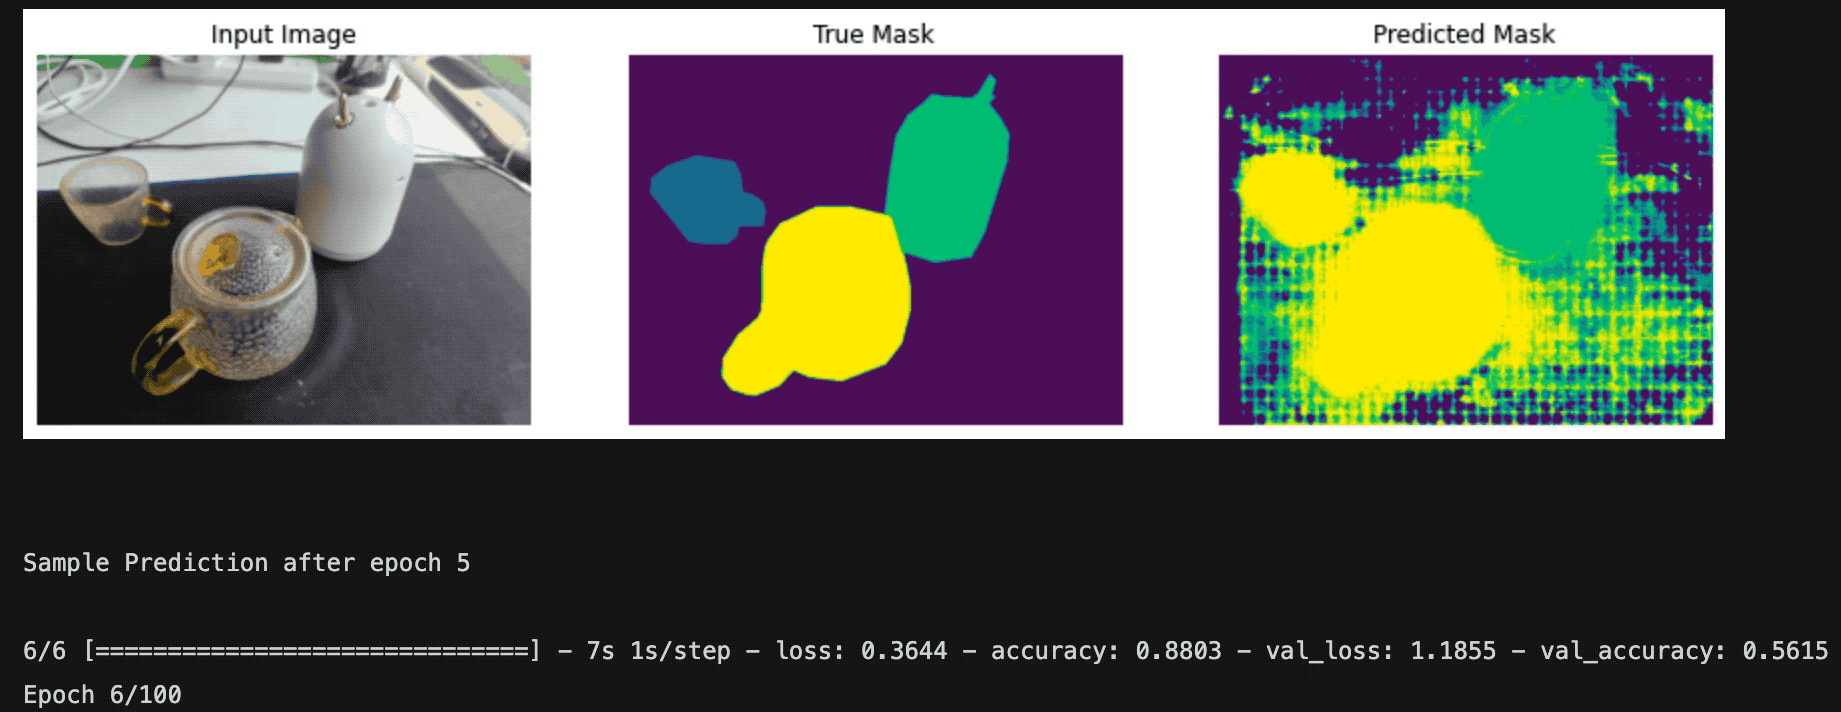 Input Image
True Mask
Predicted Mask
Sample Prediction after epoch 5
6/6 [==============================] - 7s 1s/step - loss: 0.3644 - accuracy: 0.8803 - val_loss: 1.1855 - val_accuracy: 0.5615
Epoch 6/100